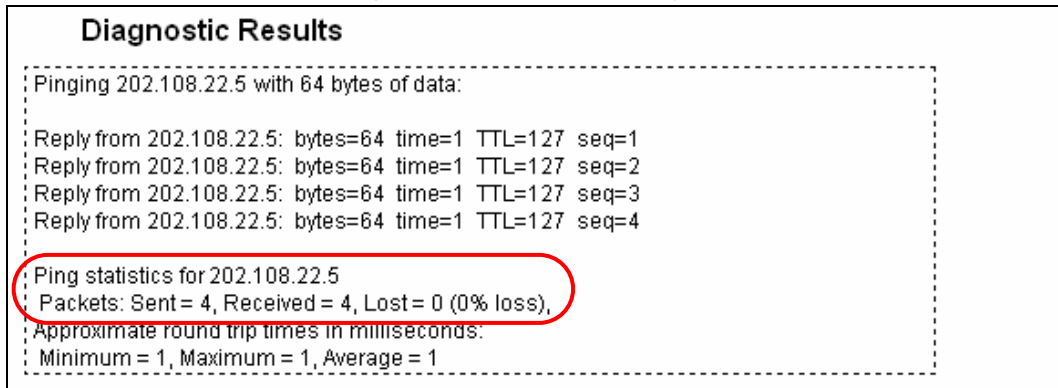 Diagnostic Results
Pinging 202.108.22.5 with 64 bytes of data:
Reply from 202.108.22.5: bytes=64 time=1 TTL=127 seq=1
Reply from 202.108.22.5: bytes=64 time=1 TTL=127 seq=2
Reply from 202.108.22.5: bytes=64 time=1 TTL=127 seq=3
Reply from 202.108.22.5: bytes=64 time=1 TTL=127 seq=4
Ping statistics for 202.108.22.5
Packets: Sent = 4, Received = 4, Lost = 0 (0% loss),
Approximate round trip times in milliseconds:
Minimum = 1, Maximum = 1, Average = 1